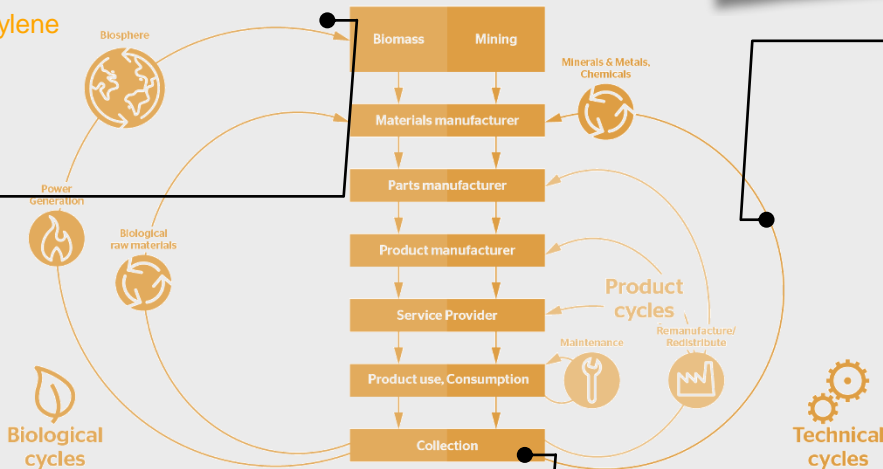 ylene
Biosphere
Biomass
Mining
Minerals & Metals,
Chemicals
Materials manufacturer
Parts manufacturer
Power
Generation
Biological
raw materials
Product manufacturer
Product
cycles
Service Provider
Maintenance
Remanufacture/
Redistribute
Product use, Consumption
Collection
Biological
cycles
Technical
cycles